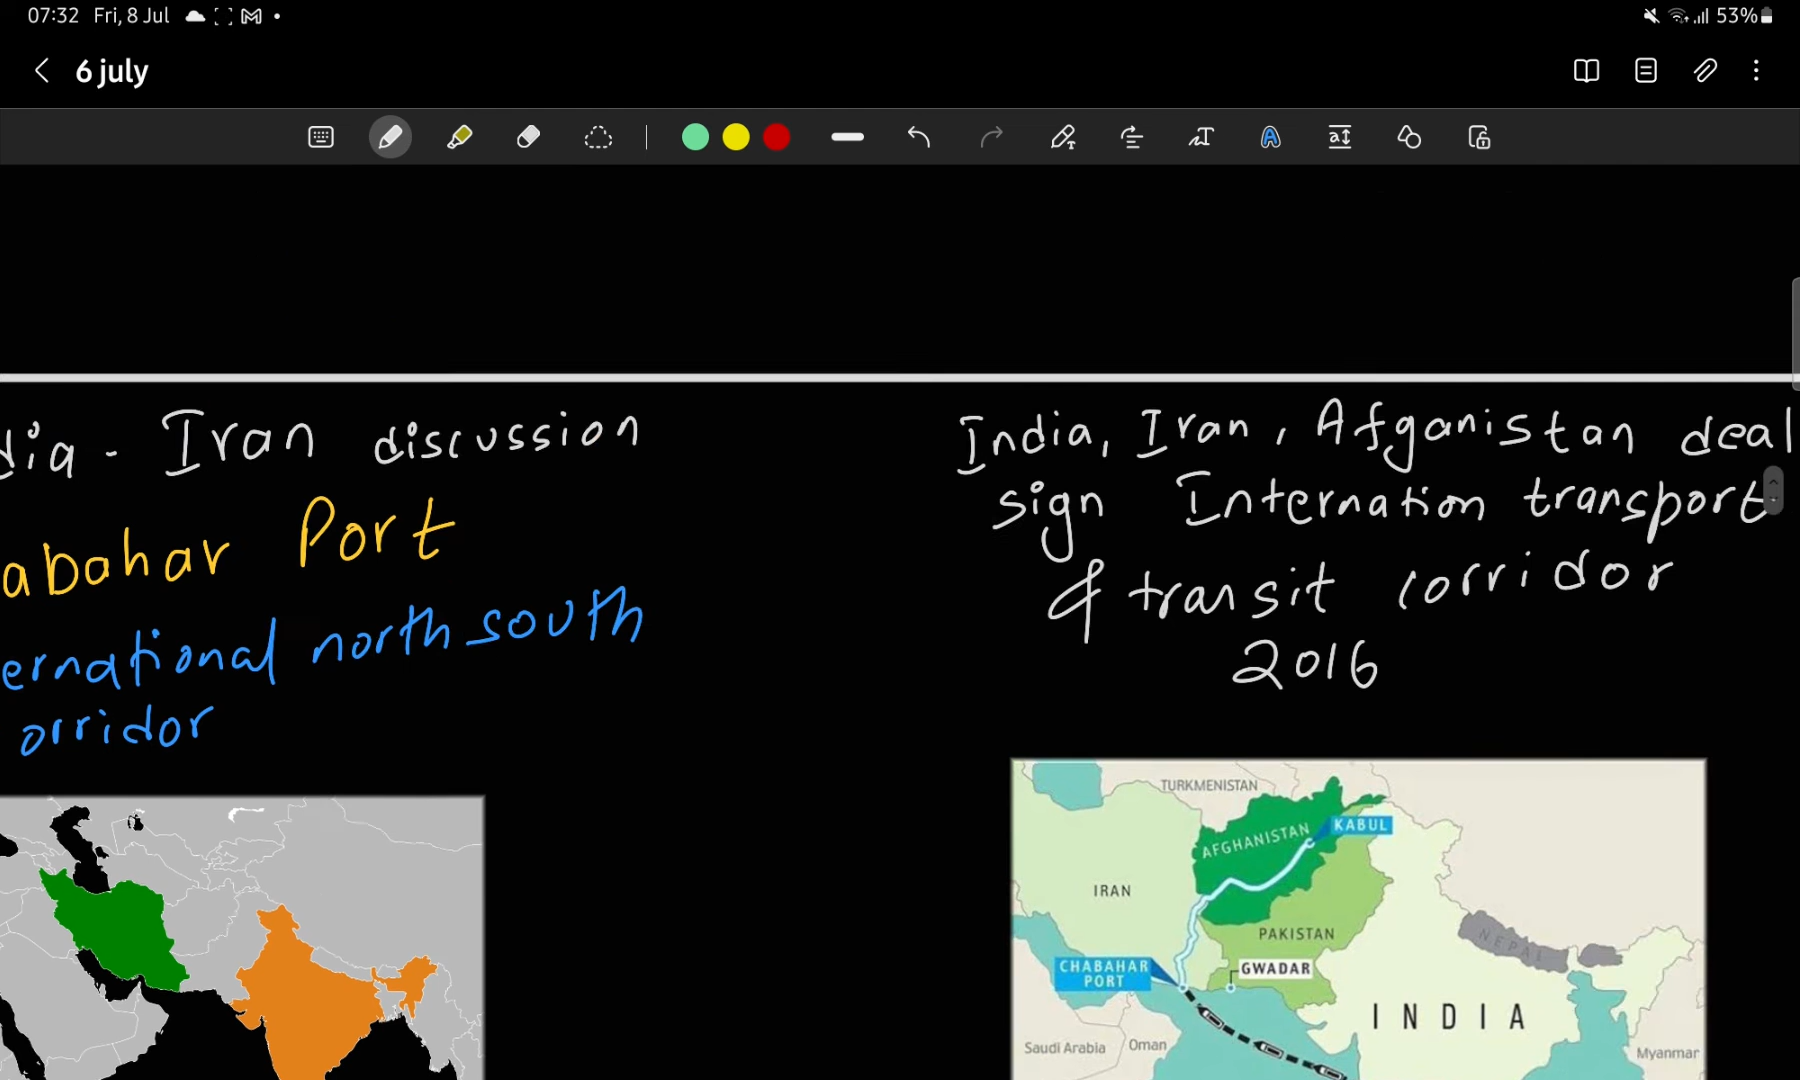 07:32 Fri, 8 Jul
53%
6 july
dia - Iran discussion
abahar Port
ernational north south
orridor
India, Iran, Afganistan deal
sign Internation transport
& transit corridor
2016
TURKMENISTAN
AFGHANISTAN
KABUL
IRAN
PAKISTAN
NEPAL
CHABAHAR
PORT
GWADAR
INDIA
Saudi Arabia
Oman
Myanmar